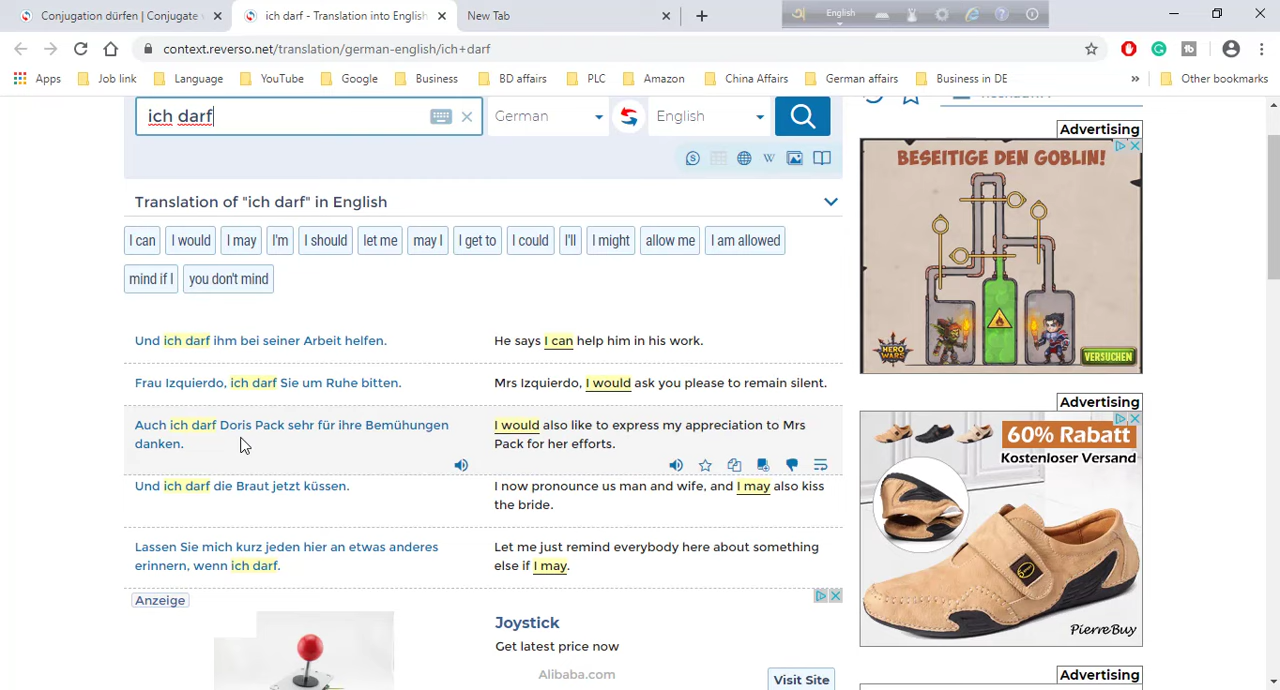 Conjugation dürfen | Conjugate v
ich darf - Translation into English
New Tab
English
context.reverso.net/translation/german-english/ich+darf
Apps
Job link
Language
YouTube
Google
Business
BD affairs
PLC
Amazon
China Affairs
German affairs
Business in DE
»
Other bookmarks
ich darf
German
English
Translation of "ich darf" in English
I can
I would
I may
I'm
I should
let me
may I
I get to
I could
I'll
I might
allow me
I am allowed
mind if I
you don't mind
Und ich darf ihm bei seiner Arbeit helfen.
He says I can help him in his work.
Frau Izquierdo, ich darf Sie um Ruhe bitten.
Mrs Izquierdo, I would ask you please to remain silent.
Auch ich darf Doris Pack sehr für ihre Bemühungen
danken.
I would also like to express my appreciation to Mrs
Pack for her efforts.
Und ich darf die Braut jetzt küssen.
I now pronounce us man and wife, and I may also kiss
the bride.
Lassen Sie mich kurz jeden hier an etwas anderes
erinnern, wenn ich darf.
Let me just remind everybody here about something
else if I may.
Anzeige
Joystick
Get latest price now
Alibaba.com
Visit Site
Advertising
BESEITIGE DEN GOBLIN!
HERO
WARS
VERSUCHEN
Advertising
60% Rabatt
Kostenloser Versand
PierreBuy
Advertising